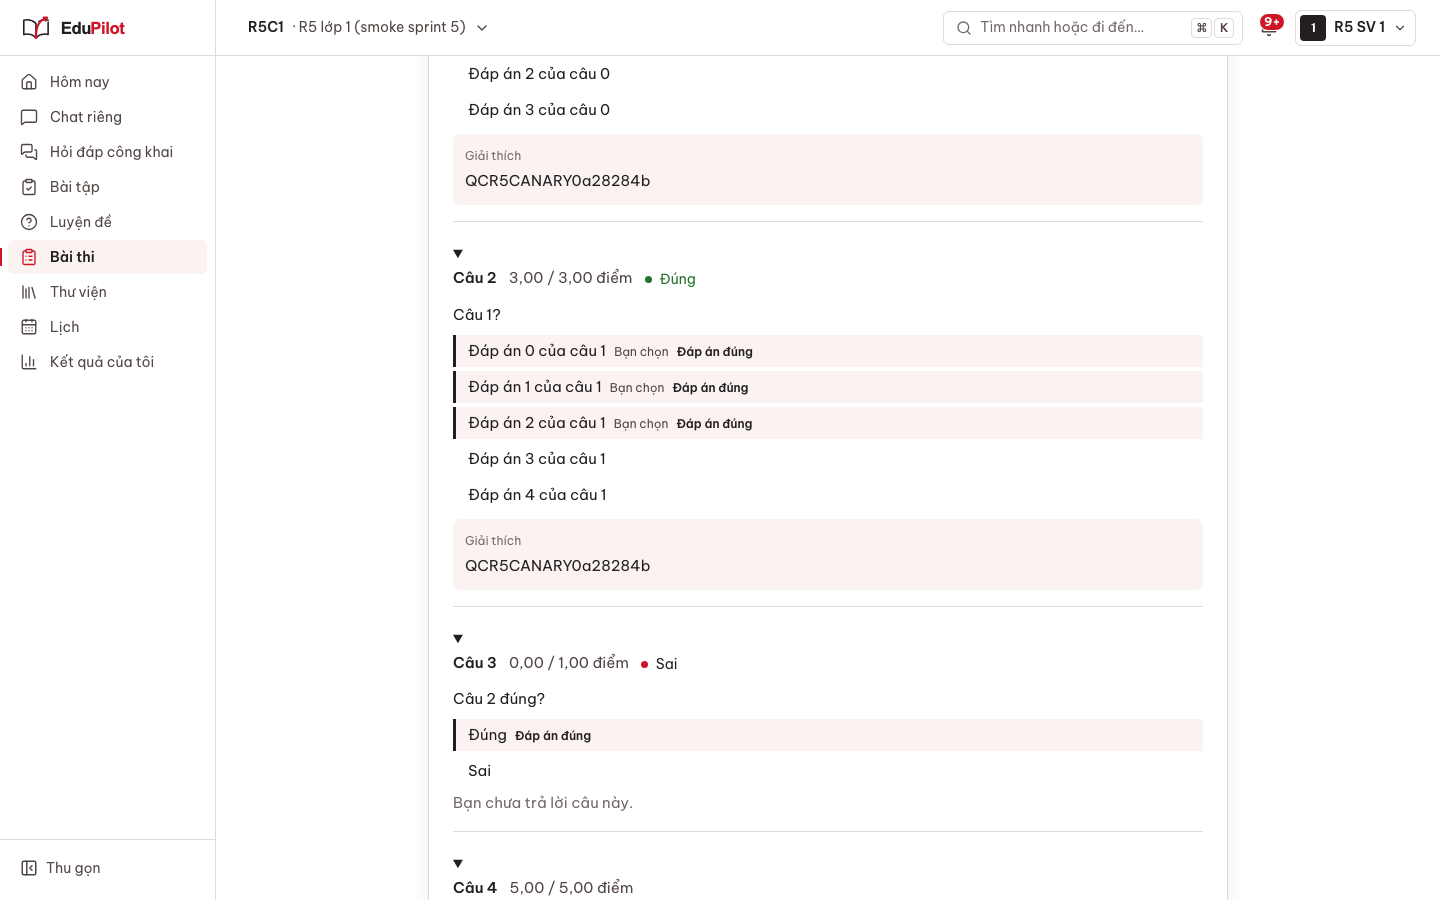 EduPilot
R5C1 · R5 lớp 1 (smoke sprint 5)
Tìm nhanh hoặc đi đến...
⌘ K
9+
1 R5 SV 1
Hôm nay
Chat riêng
Hỏi đáp công khai
Bài tập
Luyện đề
Bài thi
Thư viện
Lịch
Kết quả của tôi
Thu gọn
Đáp án 2 của câu 0
Đáp án 3 của câu 0
Giải thích
QCR5CANARY0a28284b
Câu 2 3,00 / 3,00 điểm Đúng
Câu 1?
Đáp án 0 của câu 1 Bạn chọn Đáp án đúng
Đáp án 1 của câu 1 Bạn chọn Đáp án đúng
Đáp án 2 của câu 1 Bạn chọn Đáp án đúng
Đáp án 3 của câu 1
Đáp án 4 của câu 1
Giải thích
QCR5CANARY0a28284b
Câu 3 0,00 / 1,00 điểm Sai
Câu 2 đúng?
Đúng Đáp án đúng
Sai
Bạn chưa trả lời câu này.
Câu 4 5,00 / 5,00 điểm